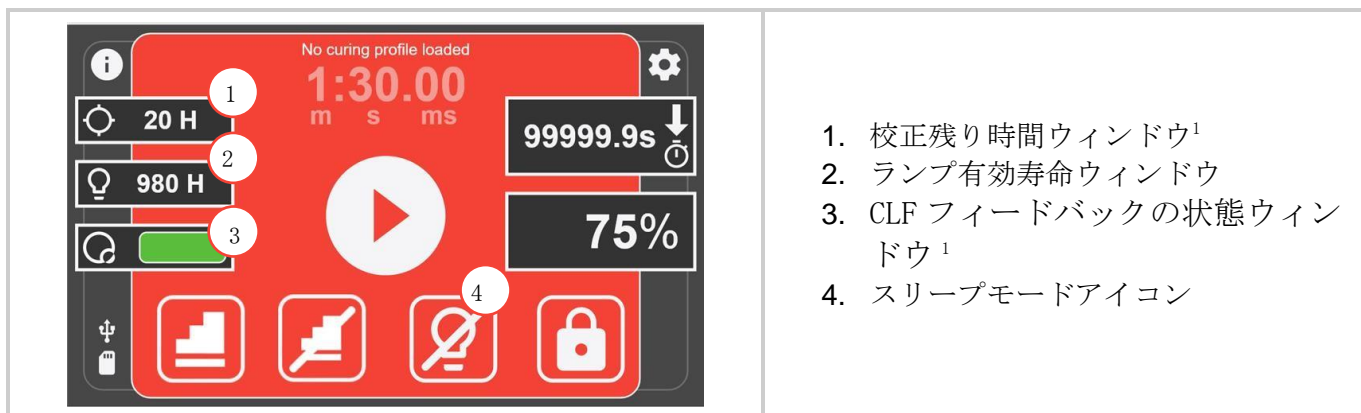 No curing profile loaded
1:30.00
m s ms
1
20 H
99999.9s
2
980 H
3
75%
4
1. 校正残り時間ウィンドウ¹
2. ランプ有効寿命ウィンドウ
3. CLF フィードバックの状態ウィン
ドウ ¹
4. スリープモードアイコン